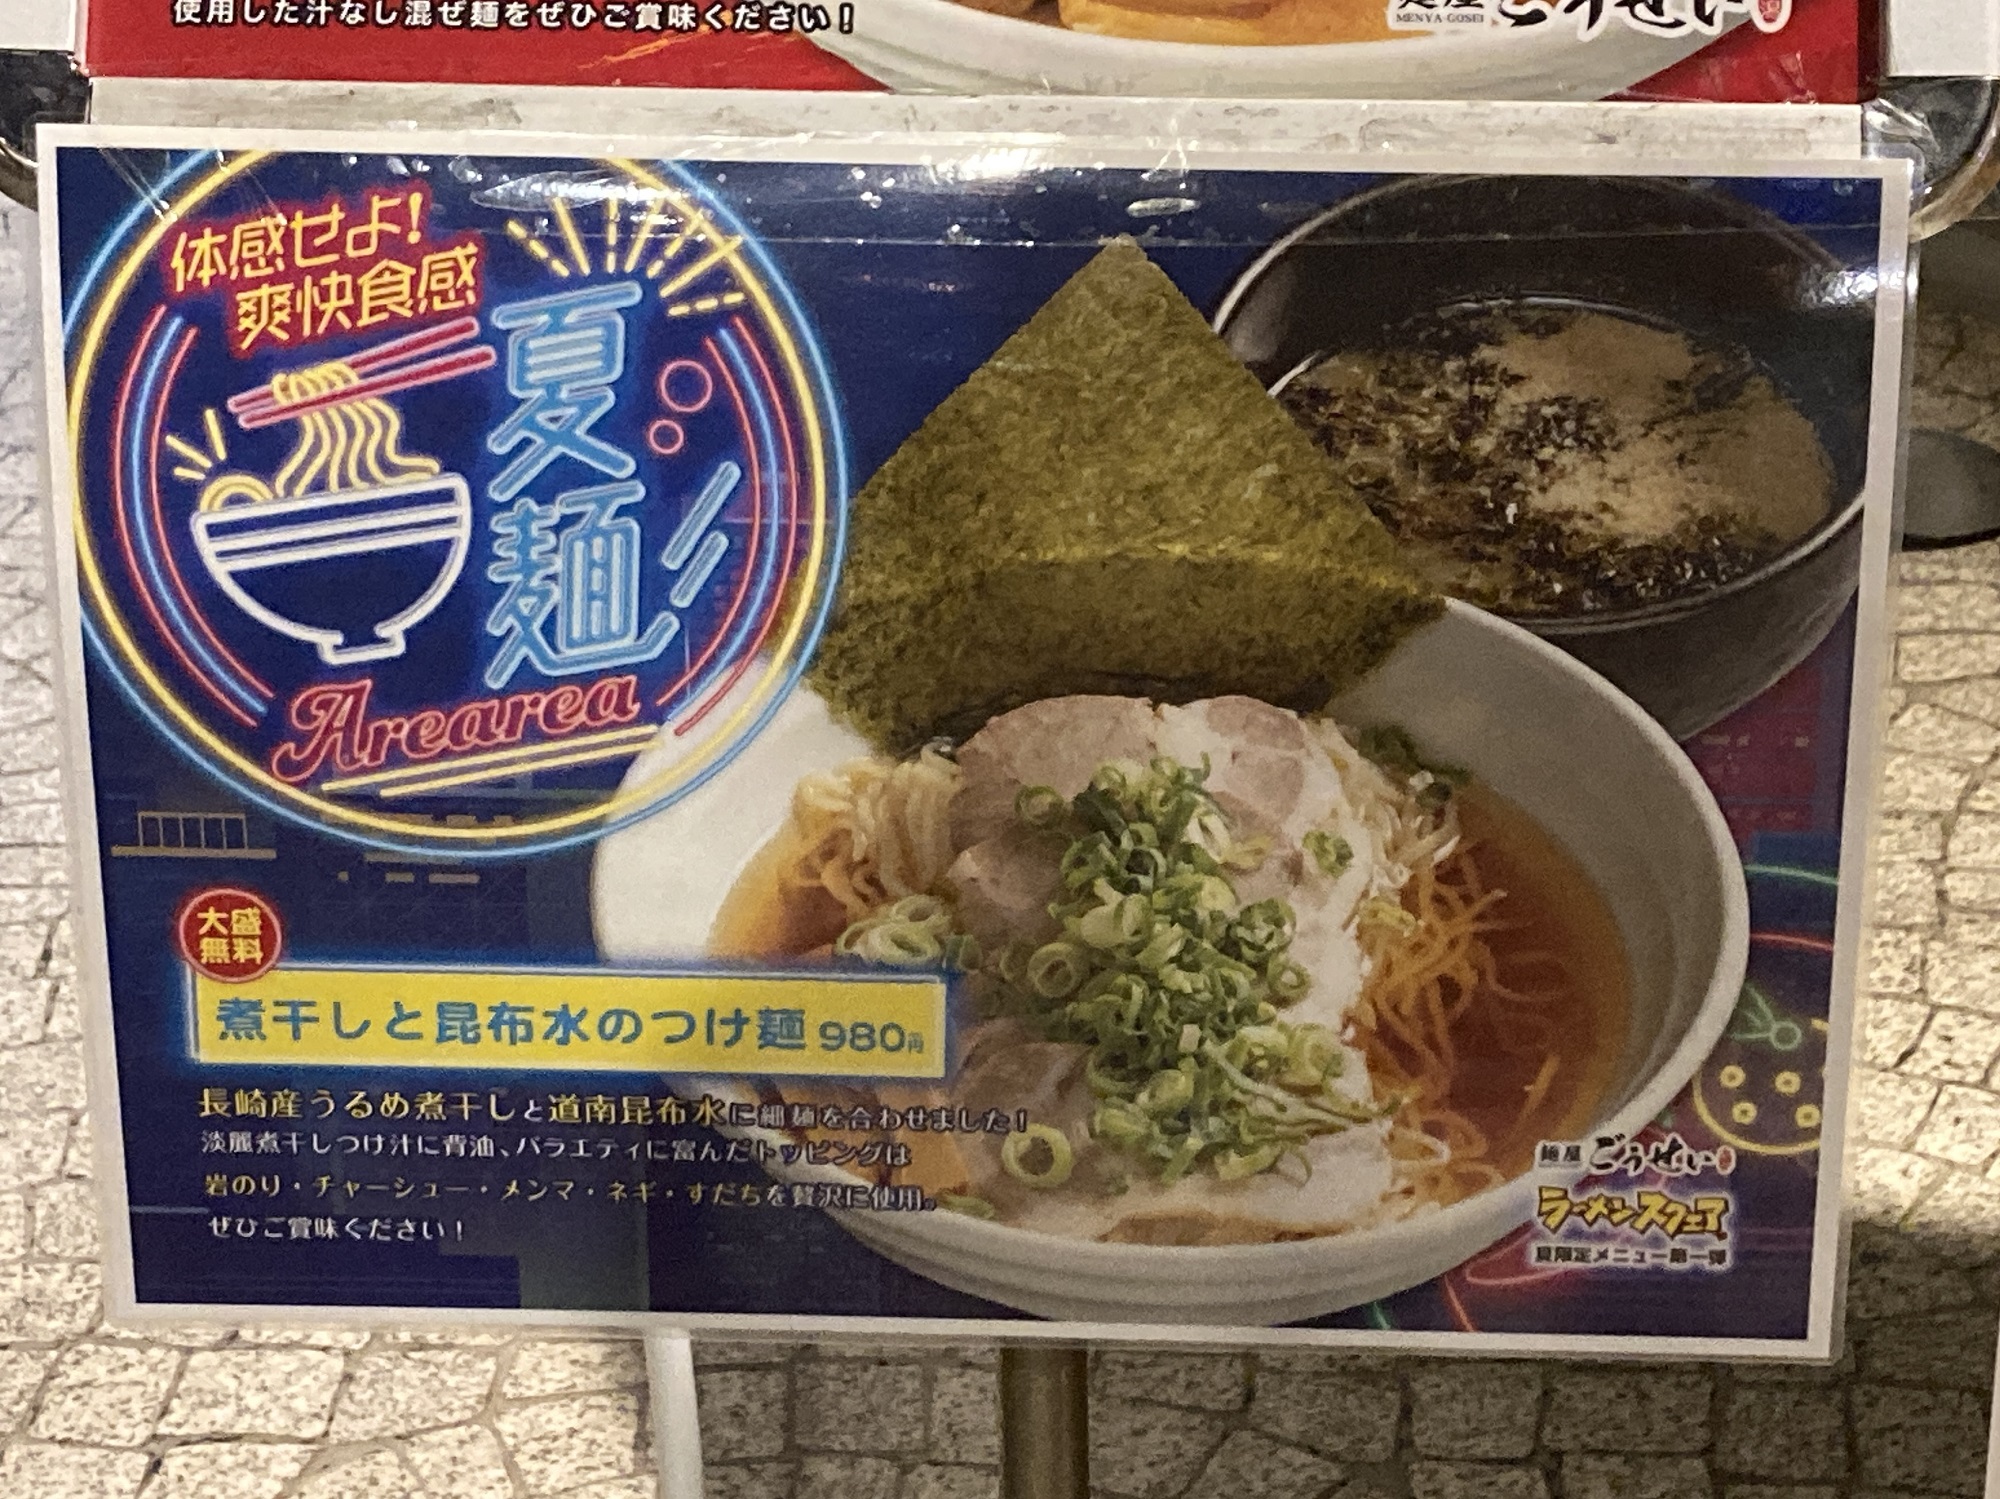 使用した汁なし混ぜ麺をぜひご賞味ください！
麺屋 ごうせい
MENYA-GOSEI
体感せよ！
爽快食感
夏麺
Arearea
大盛
無料
煮干しと昆布水のつけ麺 980円
長崎産うるめ煮干しと道南昆布水に細麺を合わせました！
淡麗煮干しつけ汁に背油、バラエティに富んだトッピングは
岩のり・チャーシュー・メンマ・ネギ・すだちを贅沢に使用。
ぜひご賞味ください！
麺屋 ごうせい
ラーメンスクエア
夏限定メニュー第一弾